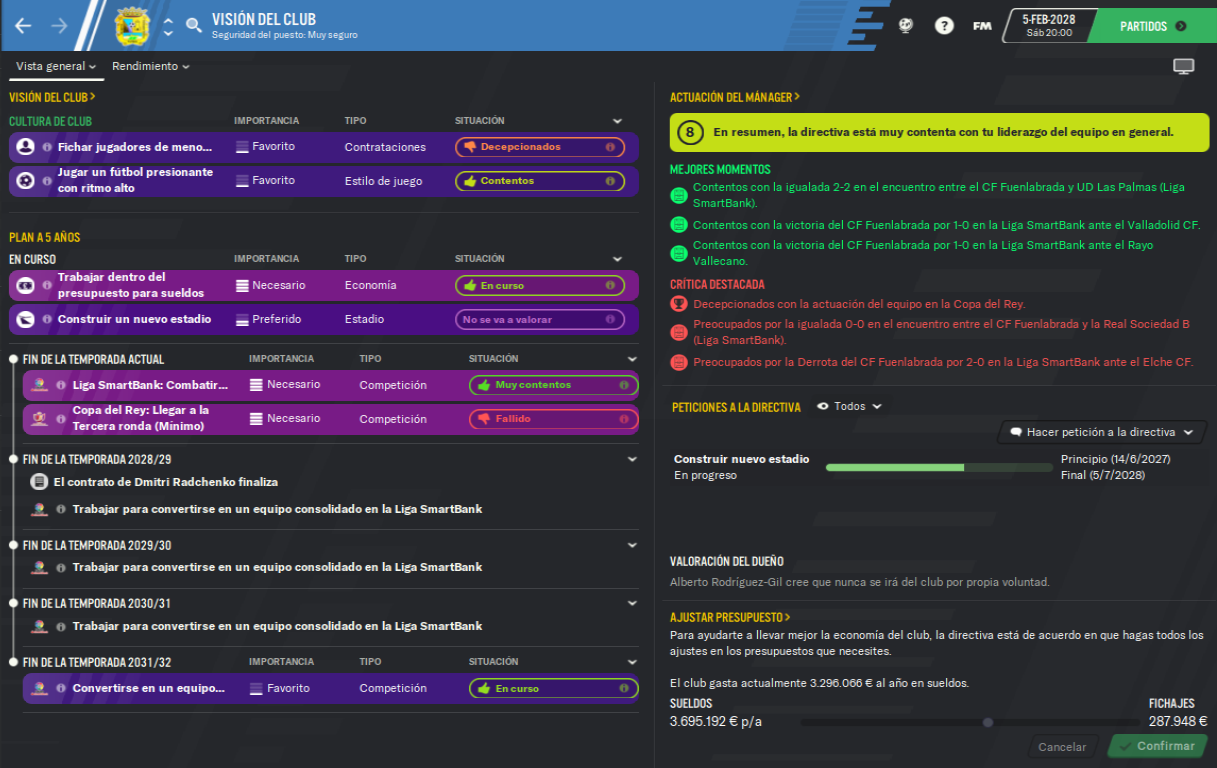 VISIÓN DEL CLUB
Seguridad del puesto: Muy seguro
FM
5-FEB-2028
Sáb 20:00
PARTIDOS
Vista general
Rendimiento
VISIÓN DEL CLUB
CULTURA DE CLUB IMPORTANCIA TIPO SITUACIÓN
Fichar jugadores de meno... Favorito Contrataciones Decepcionados
Jugar un fútbol presionante
con ritmo alto
Favorito Estilo de juego Contentos
PLAN A 5 AÑOS
EN CURSO IMPORTANCIA TIPO SITUACIÓN
Trabajar dentro del
presupuesto para sueldos
Necesario Economía En curso
Construir un nuevo estadio Preferido Estadio No se va a valorar
FIN DE LA TEMPORADA ACTUAL IMPORTANCIA TIPO SITUACIÓN
Liga SmartBank: Combatir... Necesario Competición Muy contentos
Copa del Rey: Llegar a la
Tercera ronda (Mínimo)
Necesario Competición Fallido
FIN DE LA TEMPORADA 2028/29
El contrato de Dmitri Radchenko finaliza
Trabajar para convertirse en un equipo consolidado en la Liga SmartBank
FIN DE LA TEMPORADA 2029/30
Trabajar para convertirse en un equipo consolidado en la Liga SmartBank
FIN DE LA TEMPORADA 2030/31
Trabajar para convertirse en un equipo consolidado en la Liga SmartBank
FIN DE LA TEMPORADA 2031/32 IMPORTANCIA TIPO SITUACIÓN
Convertirse en un equipo... Favorito Competición En curso
ACTUACIÓN DEL MÁNAGER
8 En resumen, la directiva está muy contenta con tu liderazgo del equipo en general.
MEJORES MOMENTOS
Contentos con la igualada 2-2 en el encuentro entre el CF Fuenlabrada y UD Las Palmas (Liga
SmartBank).
Contentos con la victoria del CF Fuenlabrada por 1-0 en la Liga SmartBank ante el Valladolid CF.
Contentos con la victoria del CF Fuenlabrada por 1-0 en la Liga SmartBank ante el Rayo
Vallecano.
CRÍTICA DESTACADA
Decepcionados con la actuación del equipo en la Copa del Rey.
Preocupados por la igualada 0-0 en el encuentro entre el CF Fuenlabrada y la Real Sociedad B
(Liga SmartBank).
Preocupados por la Derrota del CF Fuenlabrada por 2-0 en la Liga SmartBank ante el Elche CF.
PETICIONES A LA DIRECTIVA Todos
Hacer petición a la directiva
Construir nuevo estadio
En progreso
Principio (14/6/2027)
Final (5/7/2028)
VALORACIÓN DEL DUEÑO
Alberto Rodríguez-Gil cree que nunca se irá del club por propia voluntad.
AJUSTAR PRESUPUESTO
Para ayudarte a llevar mejor la economía del club, la directiva está de acuerdo en que hagas todos los
ajustes en los presupuestos que necesites.
El club gasta actualmente 3.296.066 € al año en sueldos.
SUELDOS FICHAJES
3.695.192 € p/a 287.948 €
Cancelar Confirmar